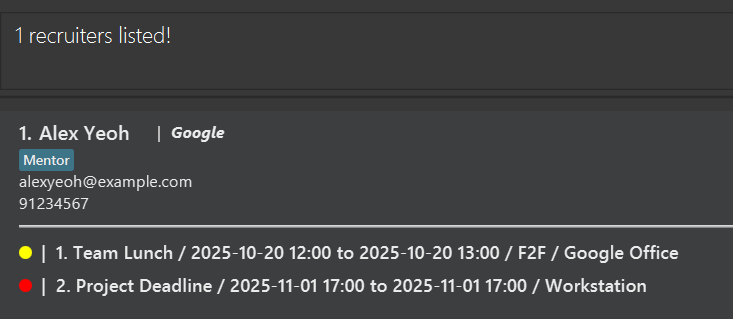 1 recruiters listed!
1. Alex Yeoh | Google
Mentor
alexyeoh@example.com
91234567
| 1. Team Lunch / 2025-10-20 12:00 to 2025-10-20 13:00 / F2F / Google Office
| 2. Project Deadline / 2025-11-01 17:00 to 2025-11-01 17:00 / Workstation